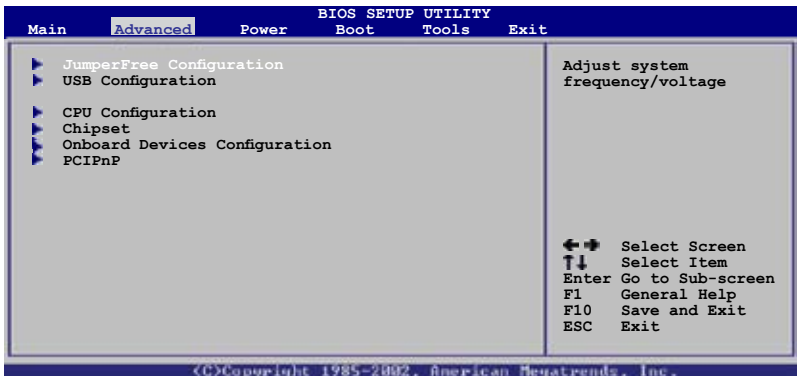 BIOS SETUP UTILITY
Main Advanced Power Boot Tools Exit
JumperFree Configuration
USB Configuration
CPU Configuration
Chipset
Onboard Devices Configuration
PCIPnP
Adjust system
frequency/voltage
←→ Select Screen
↑↓ Select Item
Enter Go to Sub-screen
F1 General Help
F10 Save and Exit
ESC Exit
(C)Copyright 1985-2002, American Megatrends, Inc.